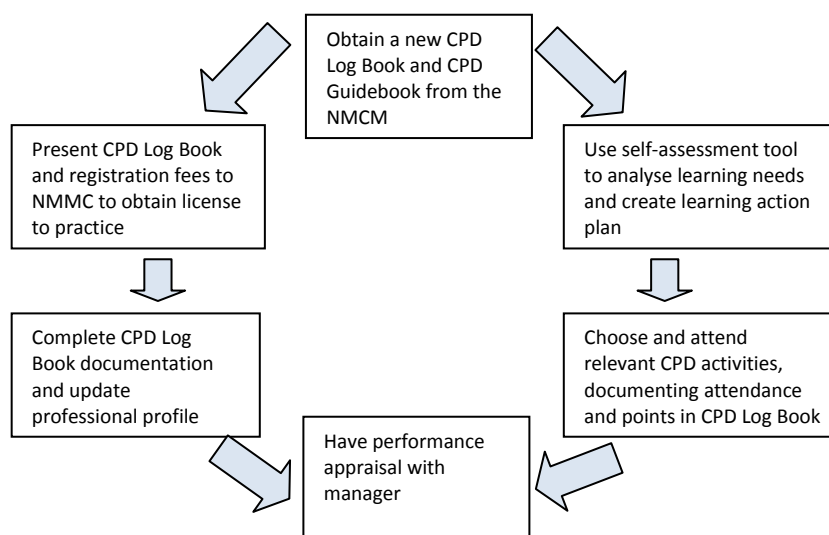 Obtain a new CPD
Log Book and CPD
Guidebook from the
NMCM
Present CPD Log Book
and registration fees to
NMMC to obtain license
to practice
Use self-assessment tool
to analyse learning needs
and create learning action
plan
Complete CPD Log
Book documentation
and update
professional profile
Choose and attend
relevant CPD activities,
documenting attendance
and points in CPD Log Book
Have performance
appraisal with
manager